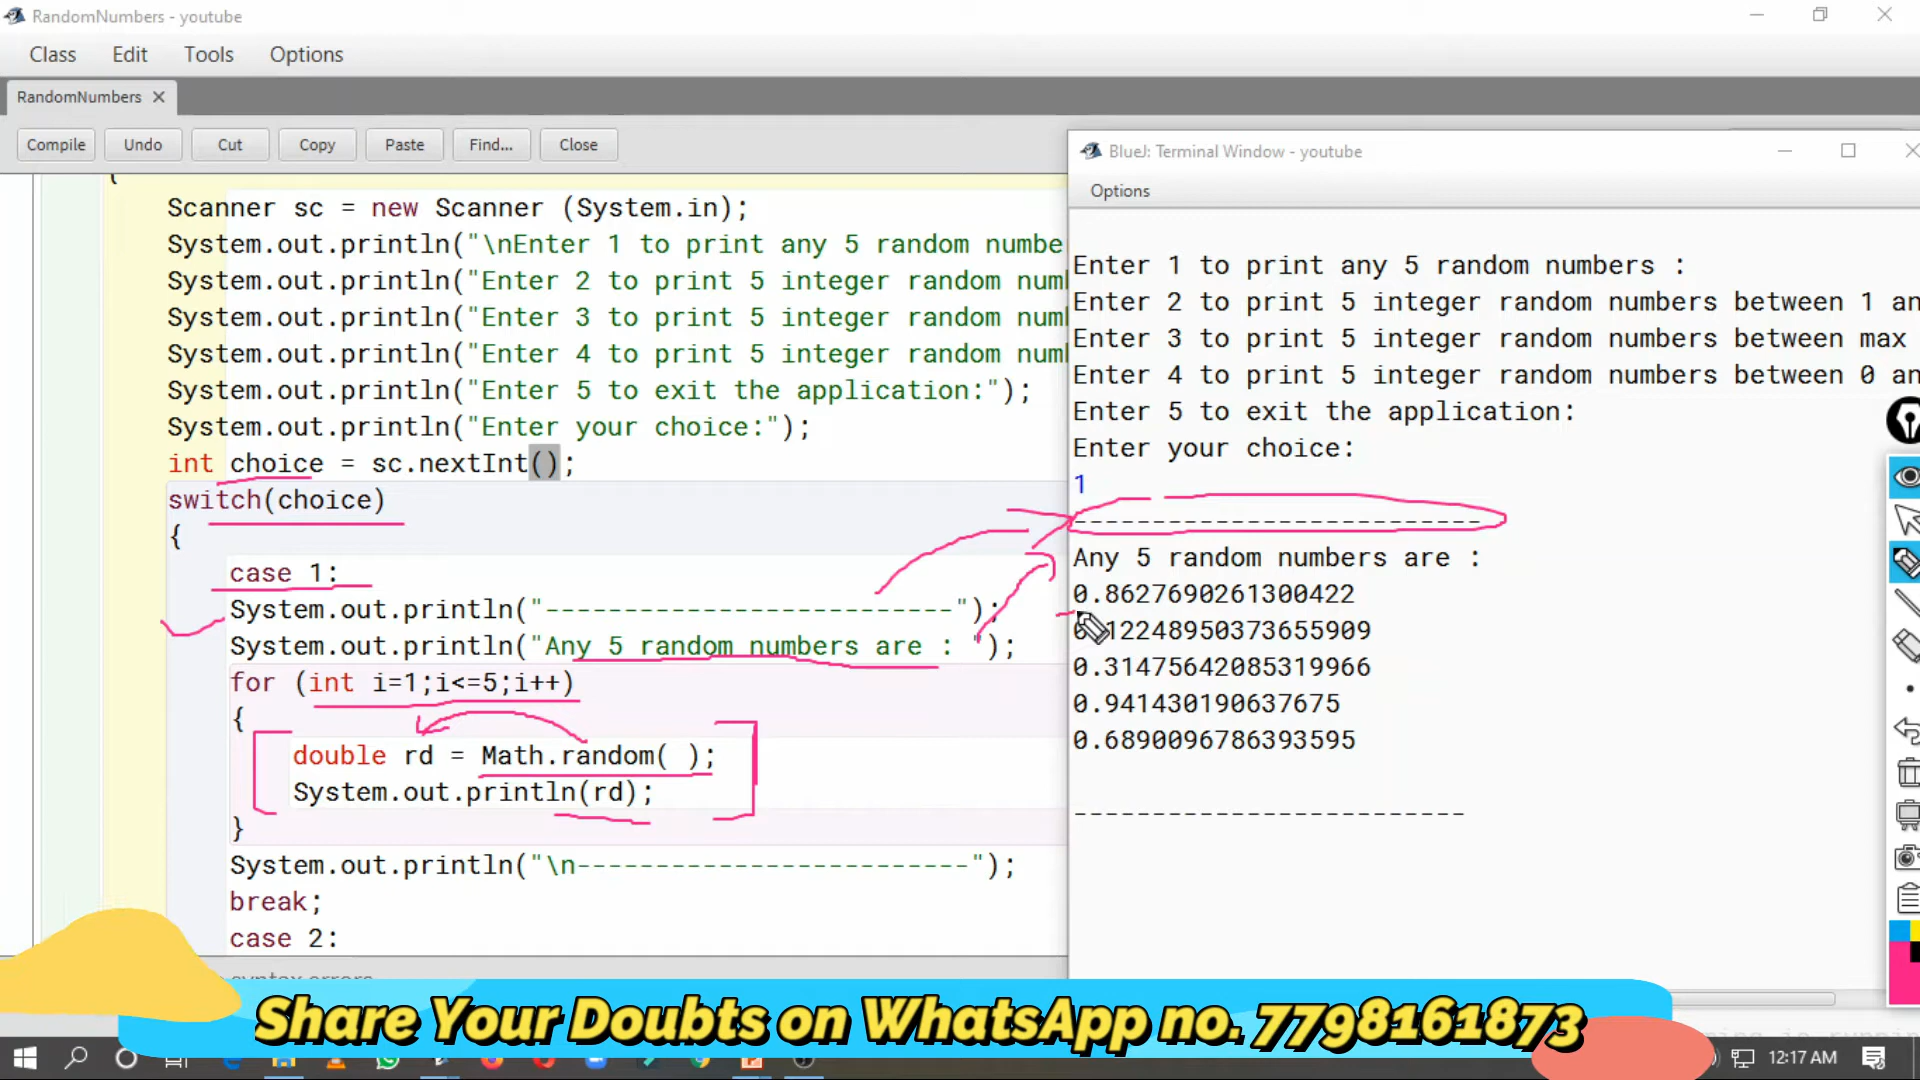 RandomNumbers - youtube
Class Edit Tools Options
RandomNumbers
Compile Undo Cut Copy Paste Find... Close
{
Scanner sc = new Scanner (System.in);
System.out.println("\nEnter 1 to print any 5 random numbe
System.out.println("Enter 2 to print 5 integer random num
System.out.println("Enter 3 to print 5 integer random num
System.out.println("Enter 4 to print 5 integer random num
System.out.println("Enter 5 to exit the application:");
System.out.println("Enter your choice:");
int choice = sc.nextInt();
switch(choice)
{
case 1:
System.out.println("--------------------------");
System.out.println("Any 5 random numbers are : ");
for (int i=1;i<=5;i++)
{
double rd = Math.random( );
System.out.println(rd);
}
System.out.println("\n-------------------------");
break;
case 2:
BlueJ: Terminal Window - youtube
Options
Enter 1 to print any 5 random numbers :
Enter 2 to print 5 integer random numbers between 1 an
Enter 3 to print 5 integer random numbers between max
Enter 4 to print 5 integer random numbers between 0 an
Enter 5 to exit the application:
Enter your choice:
1
--------------------------
Any 5 random numbers are :
0.8627690261300422
0.12248950373655909
0.31475642085319966
0.941430190637675
0.6890096786393595
-------------------------
Share Your Doubts on WhatsApp no. 7798161873
12:17 AM